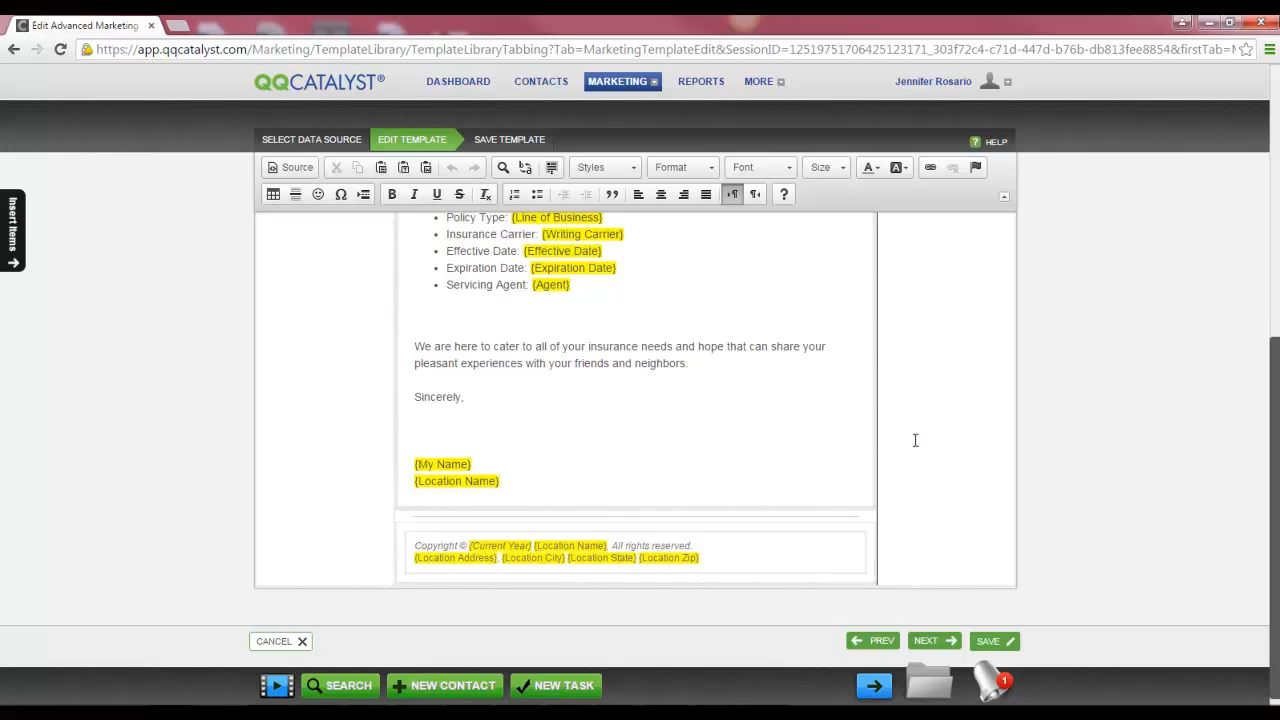 Edit Advanced Marketing
https://app.qqcatalyst.com/Marketing/TemplateLibrary/TemplateLibraryTabbing?Tab=MarketingTemplateEdit&SessionID=12519751706425123171_303f72c4-c71d-447d-b76b-db813fee8854&firstTab=M
QQCATALYST® DASHBOARD CONTACTS MARKETING REPORTS MORE Jennifer Rosario
SELECT DATA SOURCE EDIT TEMPLATE SAVE TEMPLATE ? HELP
Source Styles Format Font Size A A
B I U S Ix ?
Insert Items
• Policy Type: {Line of Business}
• Insurance Carrier: {Writing Carrier}
• Effective Date: {Effective Date}
• Expiration Date: {Expiration Date}
• Servicing Agent: {Agent}
We are here to cater to all of your insurance needs and hope that can share your
pleasant experiences with your friends and neighbors.
Sincerely,
{My Name}
{Location Name}
Copyright © {Current Year} {Location Name}. All rights reserved.
{Location Address}, {Location City} {Location State} {Location Zip}
CANCEL PREV NEXT SAVE
SEARCH NEW CONTACT NEW TASK 1